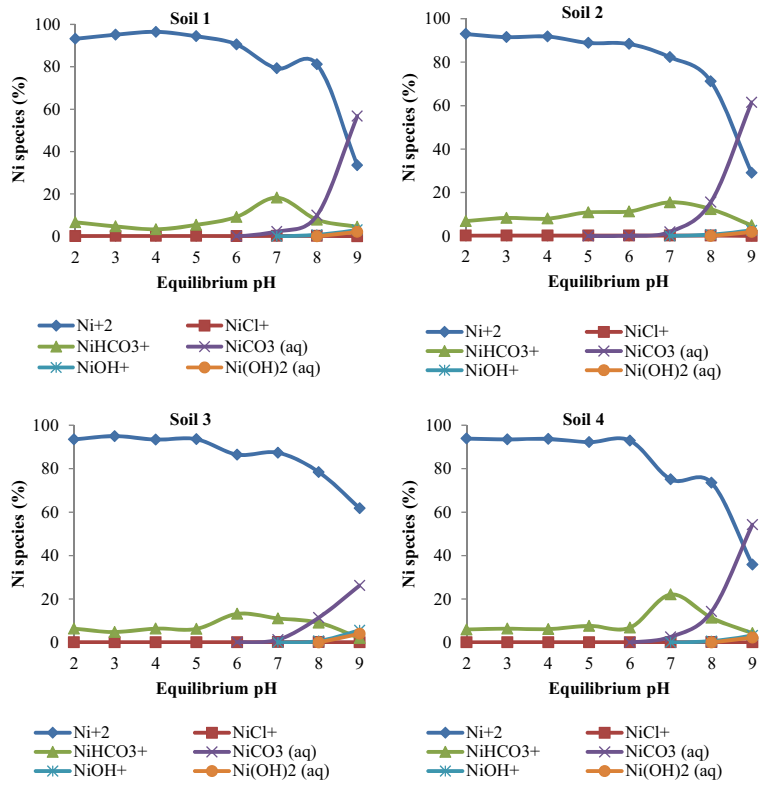 Soil 1
Ni species (%)
100
80
60
40
20
0
2 3 4 5 6 7 8 9
Equilibrium pH
Ni+2 NiCl+
NiHCO3+ NiCO3 (aq)
NiOH+ Ni(OH)2 (aq)
Soil 2
Ni species (%)
100
80
60
40
20
0
2 3 4 5 6 7 8 9
Equilibrium pH
Ni+2 NiCl+
NiHCO3+ NiCO3 (aq)
NiOH+ Ni(OH)2 (aq)
Soil 3
Ni species (%)
100
80
60
40
20
0
2 3 4 5 6 7 8 9
Equilibrium pH
Ni+2 NiCl+
NiHCO3+ NiCO3 (aq)
NiOH+ Ni(OH)2 (aq)
Soil 4
Ni species (%)
100
80
60
40
20
0
2 3 4 5 6 7 8 9
Equilibrium pH
Ni+2 NiCl+
NiHCO3+ NiCO3 (aq)
NiOH+ Ni(OH)2 (aq)